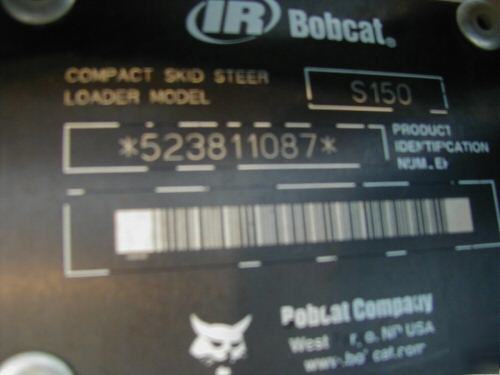 IR Bobcat®
COMPACT SKID STEER
LOADER MODEL
S150
*523811087*
PRODUCT
IDENTIFICATION
Bobcat Company
USA